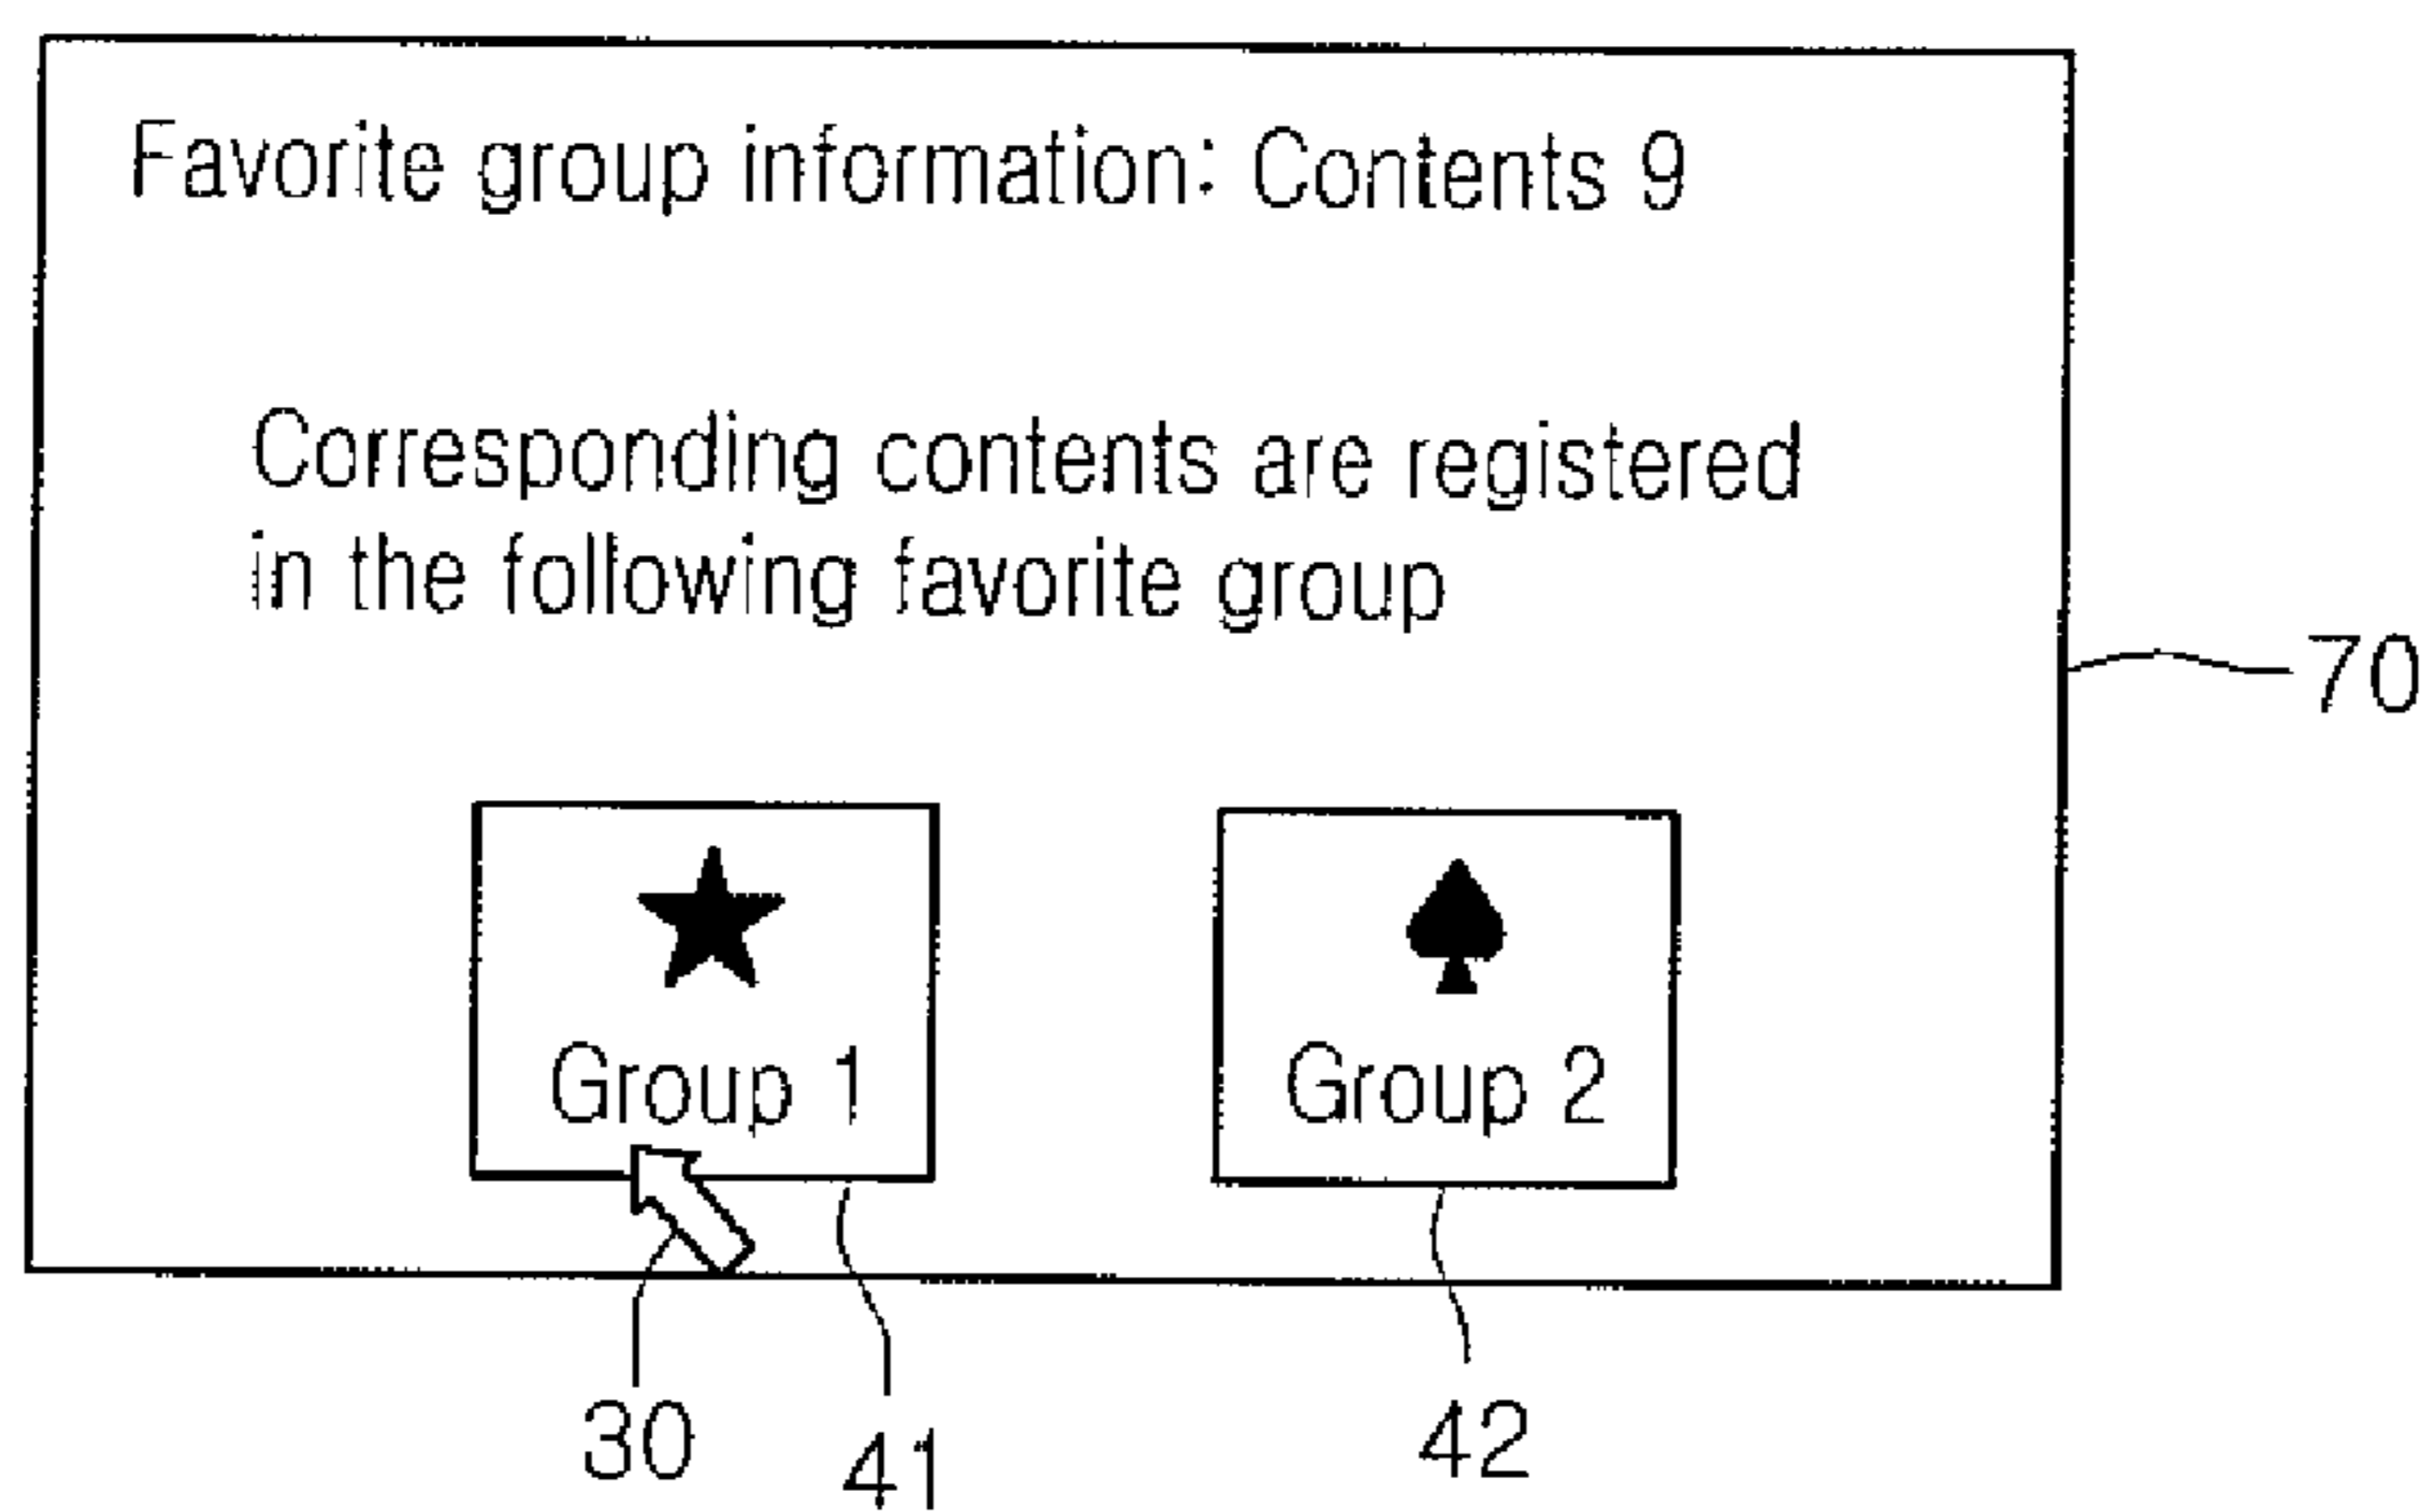 Favorite group information: Contents 9
Corresponding contents are registered
in the following favorite group
70
Group 1
Group 2
30
41
42